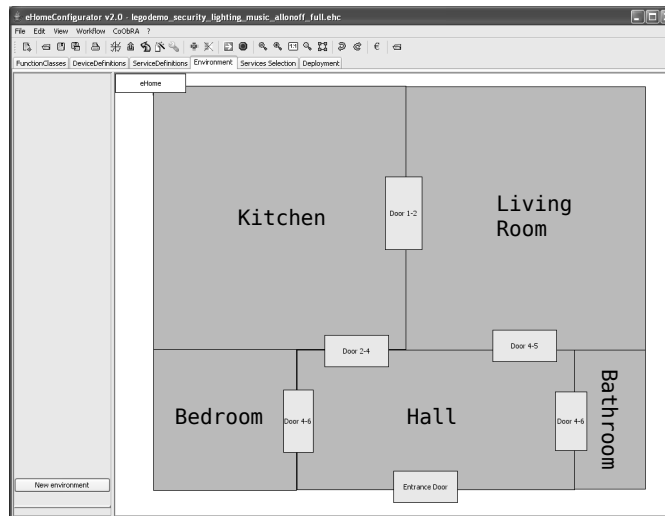 eHomeConfigurator v2.0 - legodemo_security_lighting_music_allonoff_full.ehc
File Edit View Workflow CoObRA ?
FunctionClasses DeviceDefinitions ServiceDefinitions Environment Services Selection Deployment
eHome
Kitchen
Door 1-2
Living
Room
Door 2-4
Door 4-5
Bedroom
Door 4-6
Hall
Door 4-6
Bathroom
New environment
Entrance Door